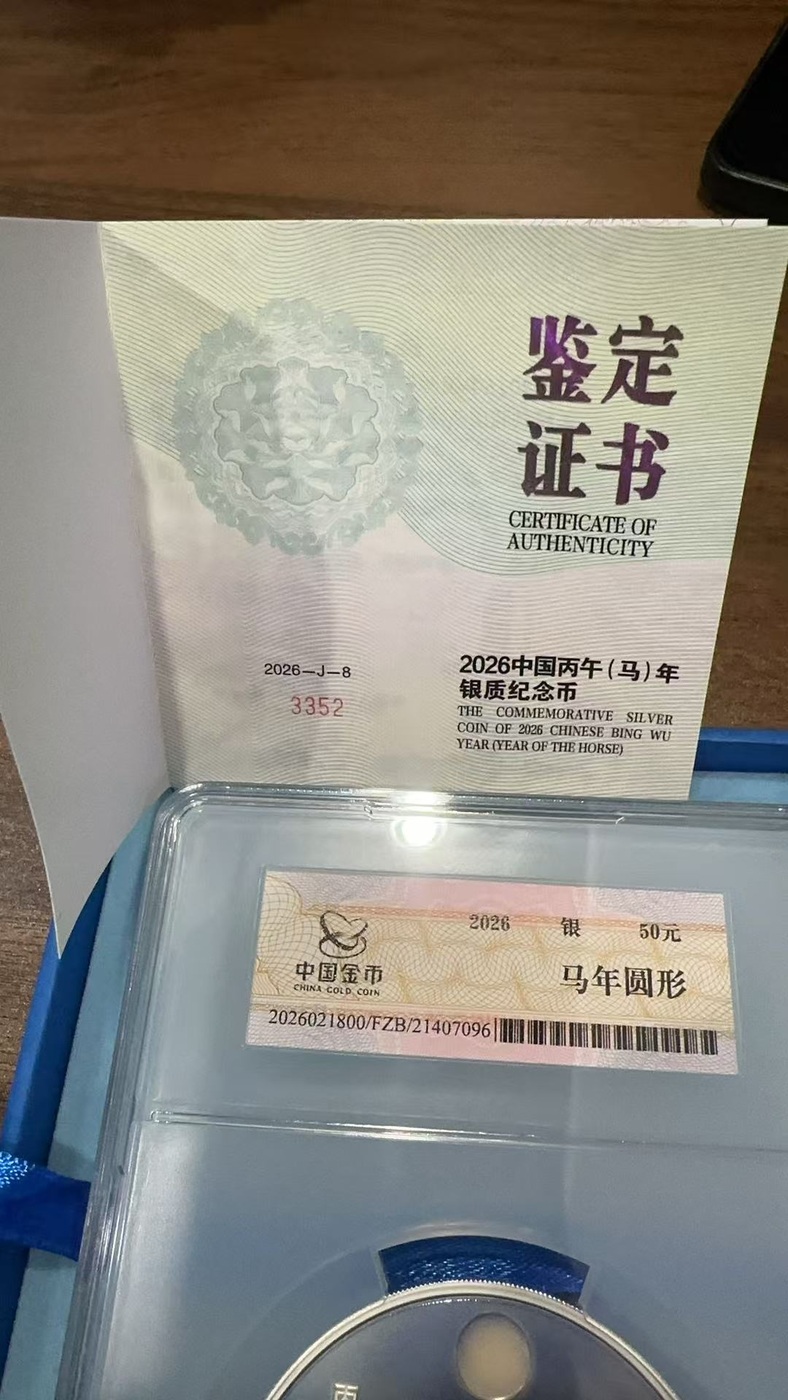 鉴定
证书
CERTIFICATE OF
AUTHENTICITY
2026—J—8
3352
2026中国丙午（马）年
银质纪念币
THE COMMEMORATIVE SILVER
COIN OF 2026 CHINESE BING WU
YEAR (YEAR OF THE HORSE)
2026 银 50元
中国金币
CHINA GOLD COIN
马年圆形
2026021800/FZB/21407096
丙